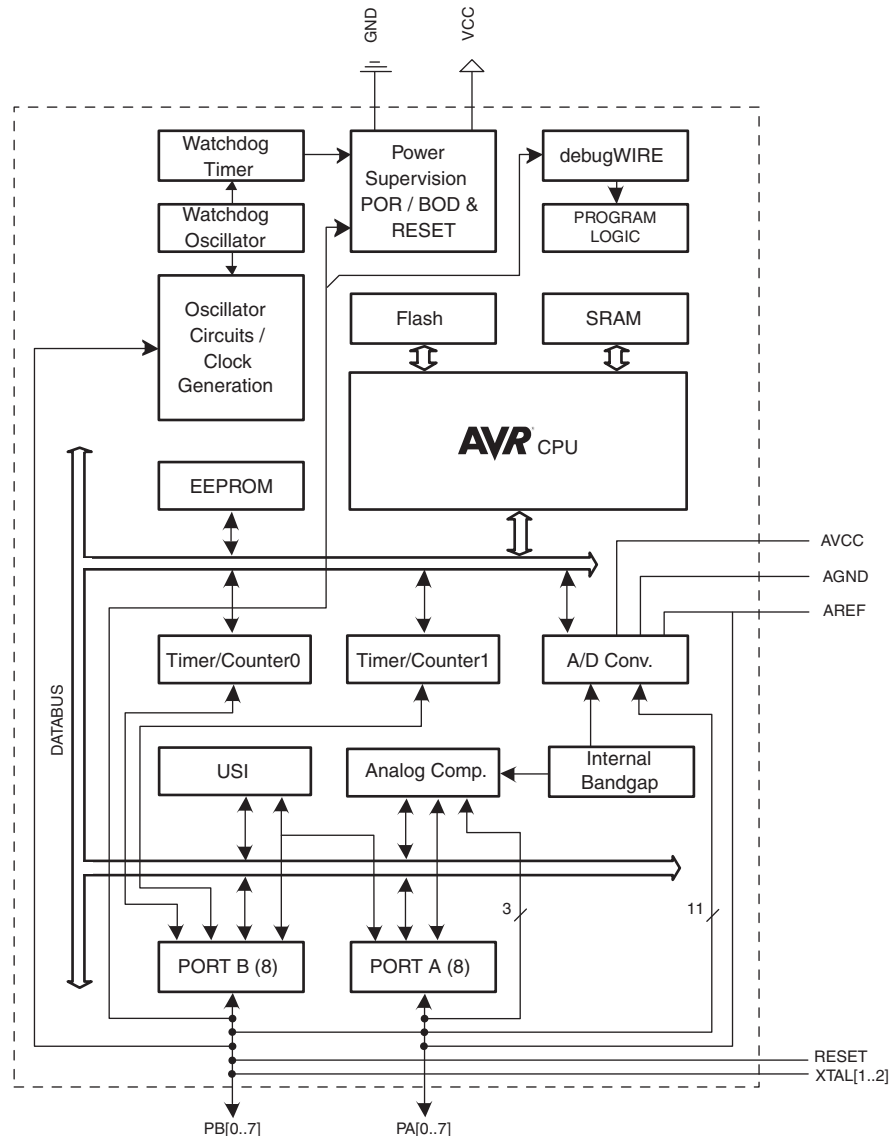 GND
VCC
Watchdog
Timer
Watchdog
Oscillator
Oscillator
Circuits /
Clock
Generation
Power
Supervision
POR / BOD &
RESET
debugWIRE
PROGRAM
LOGIC
Flash
SRAM
AVR® CPU
EEPROM
AVCC
AGND
AREF
Timer/Counter0
Timer/Counter1
A/D Conv.
DATABUS
USI
Analog Comp.
Internal
Bandgap
3
11
PORT B (8)
PORT A (8)
RESET
XTAL[1..2]
PB[0..7]
PA[0..7]